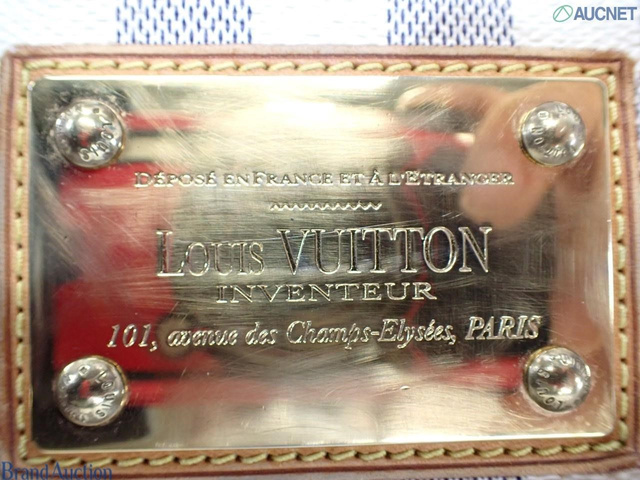 AUCNET
DÉPOSÉ EN FRANCE ET À L'ETRANGER
LOUIS VUITTON
INVENTEUR
101, avenue des Champs-Elysées, PARIS
Brand Auction